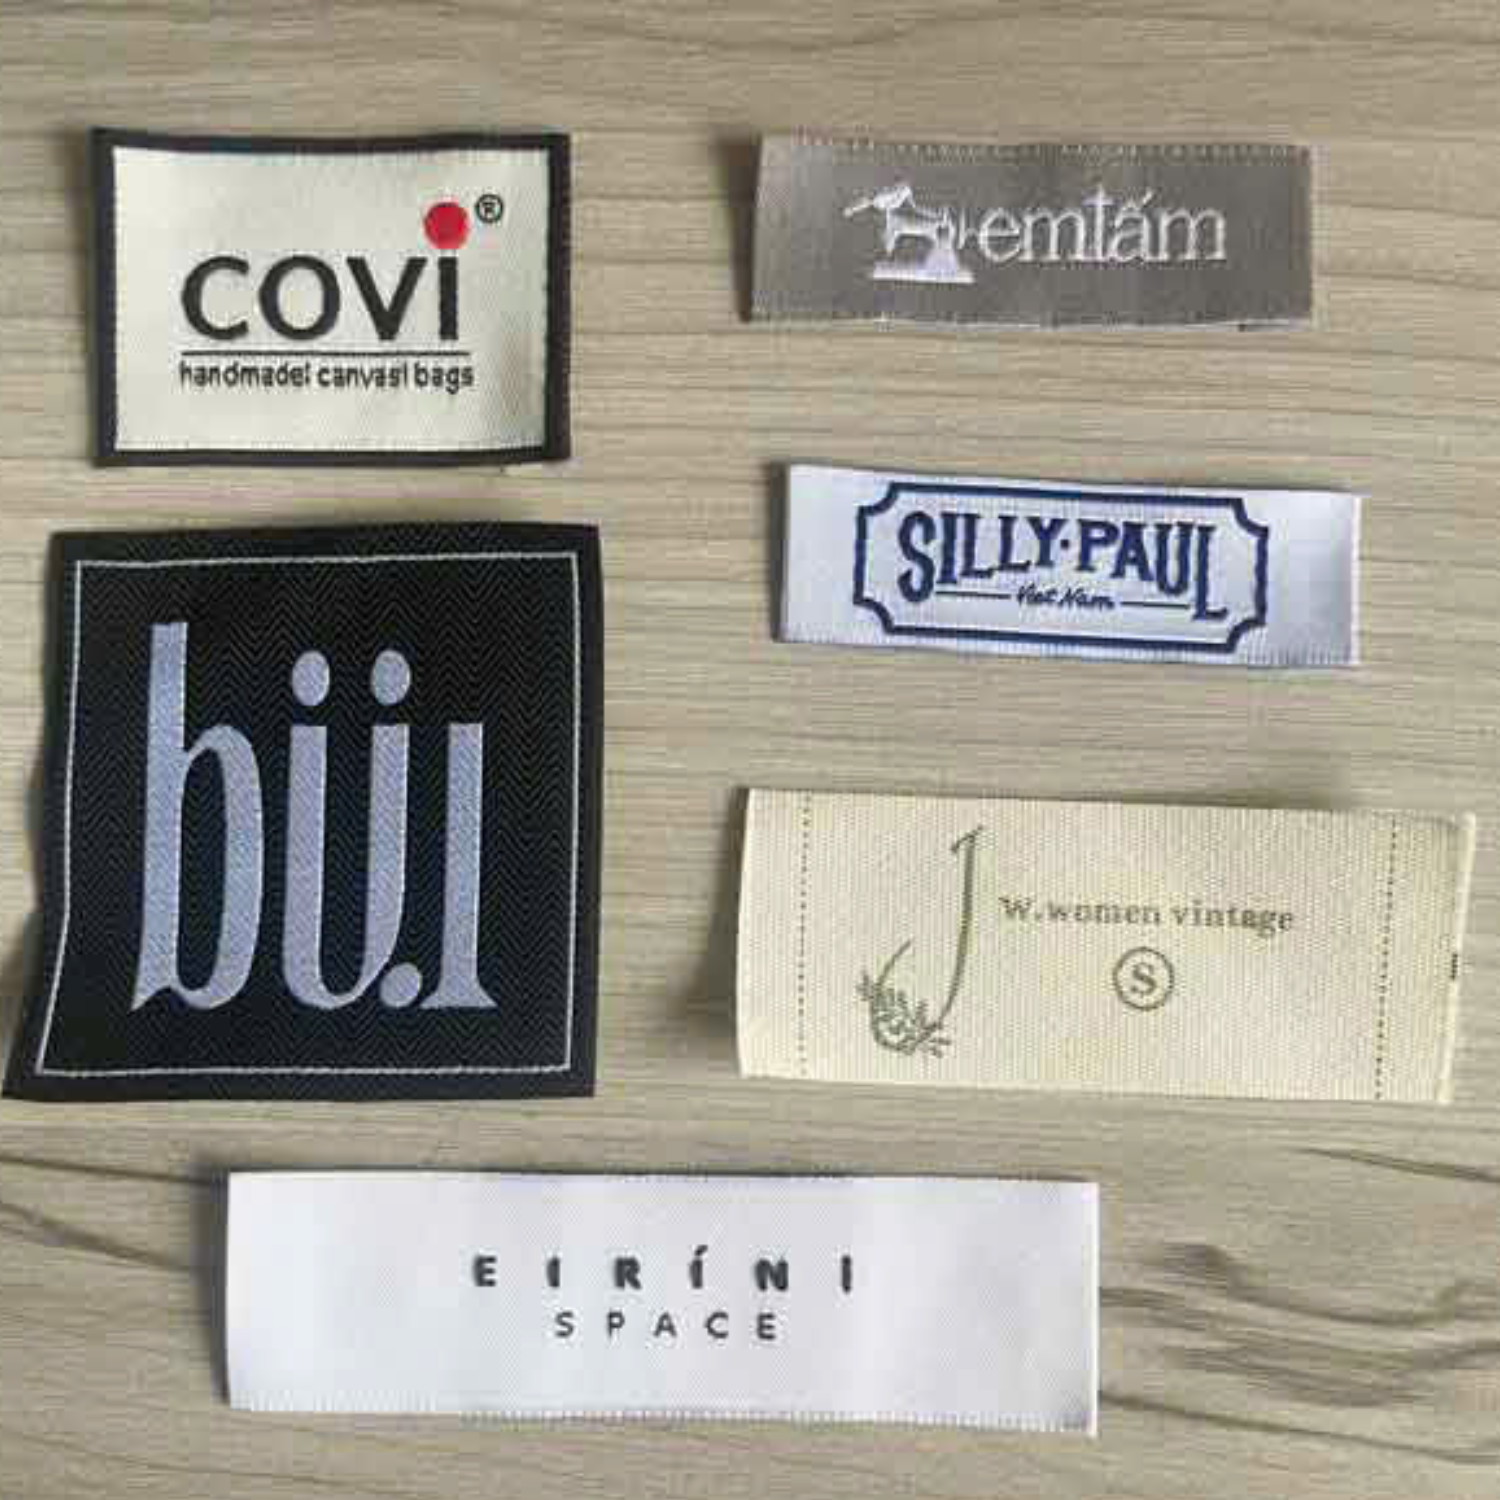 COVI®
handmade! canvas! bags
emtám
SILLY·PAUL
Viet Nam
bü.ı
w.women vintage
S
EIRÍNI
SPACE